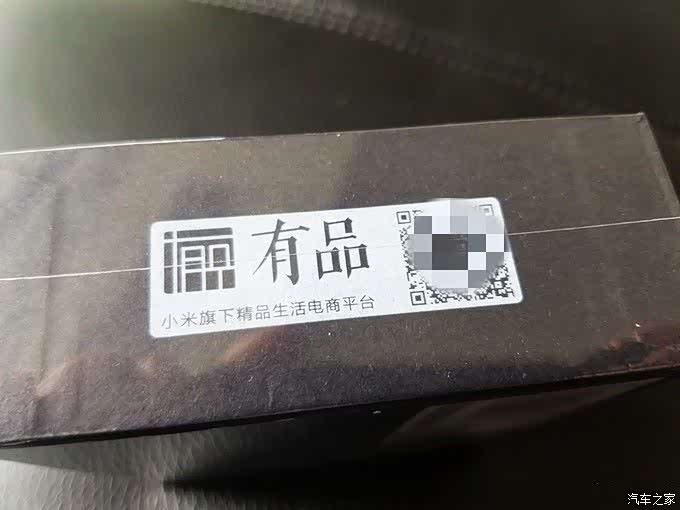 有品
小米旗下精品生活电商平台
汽车之家